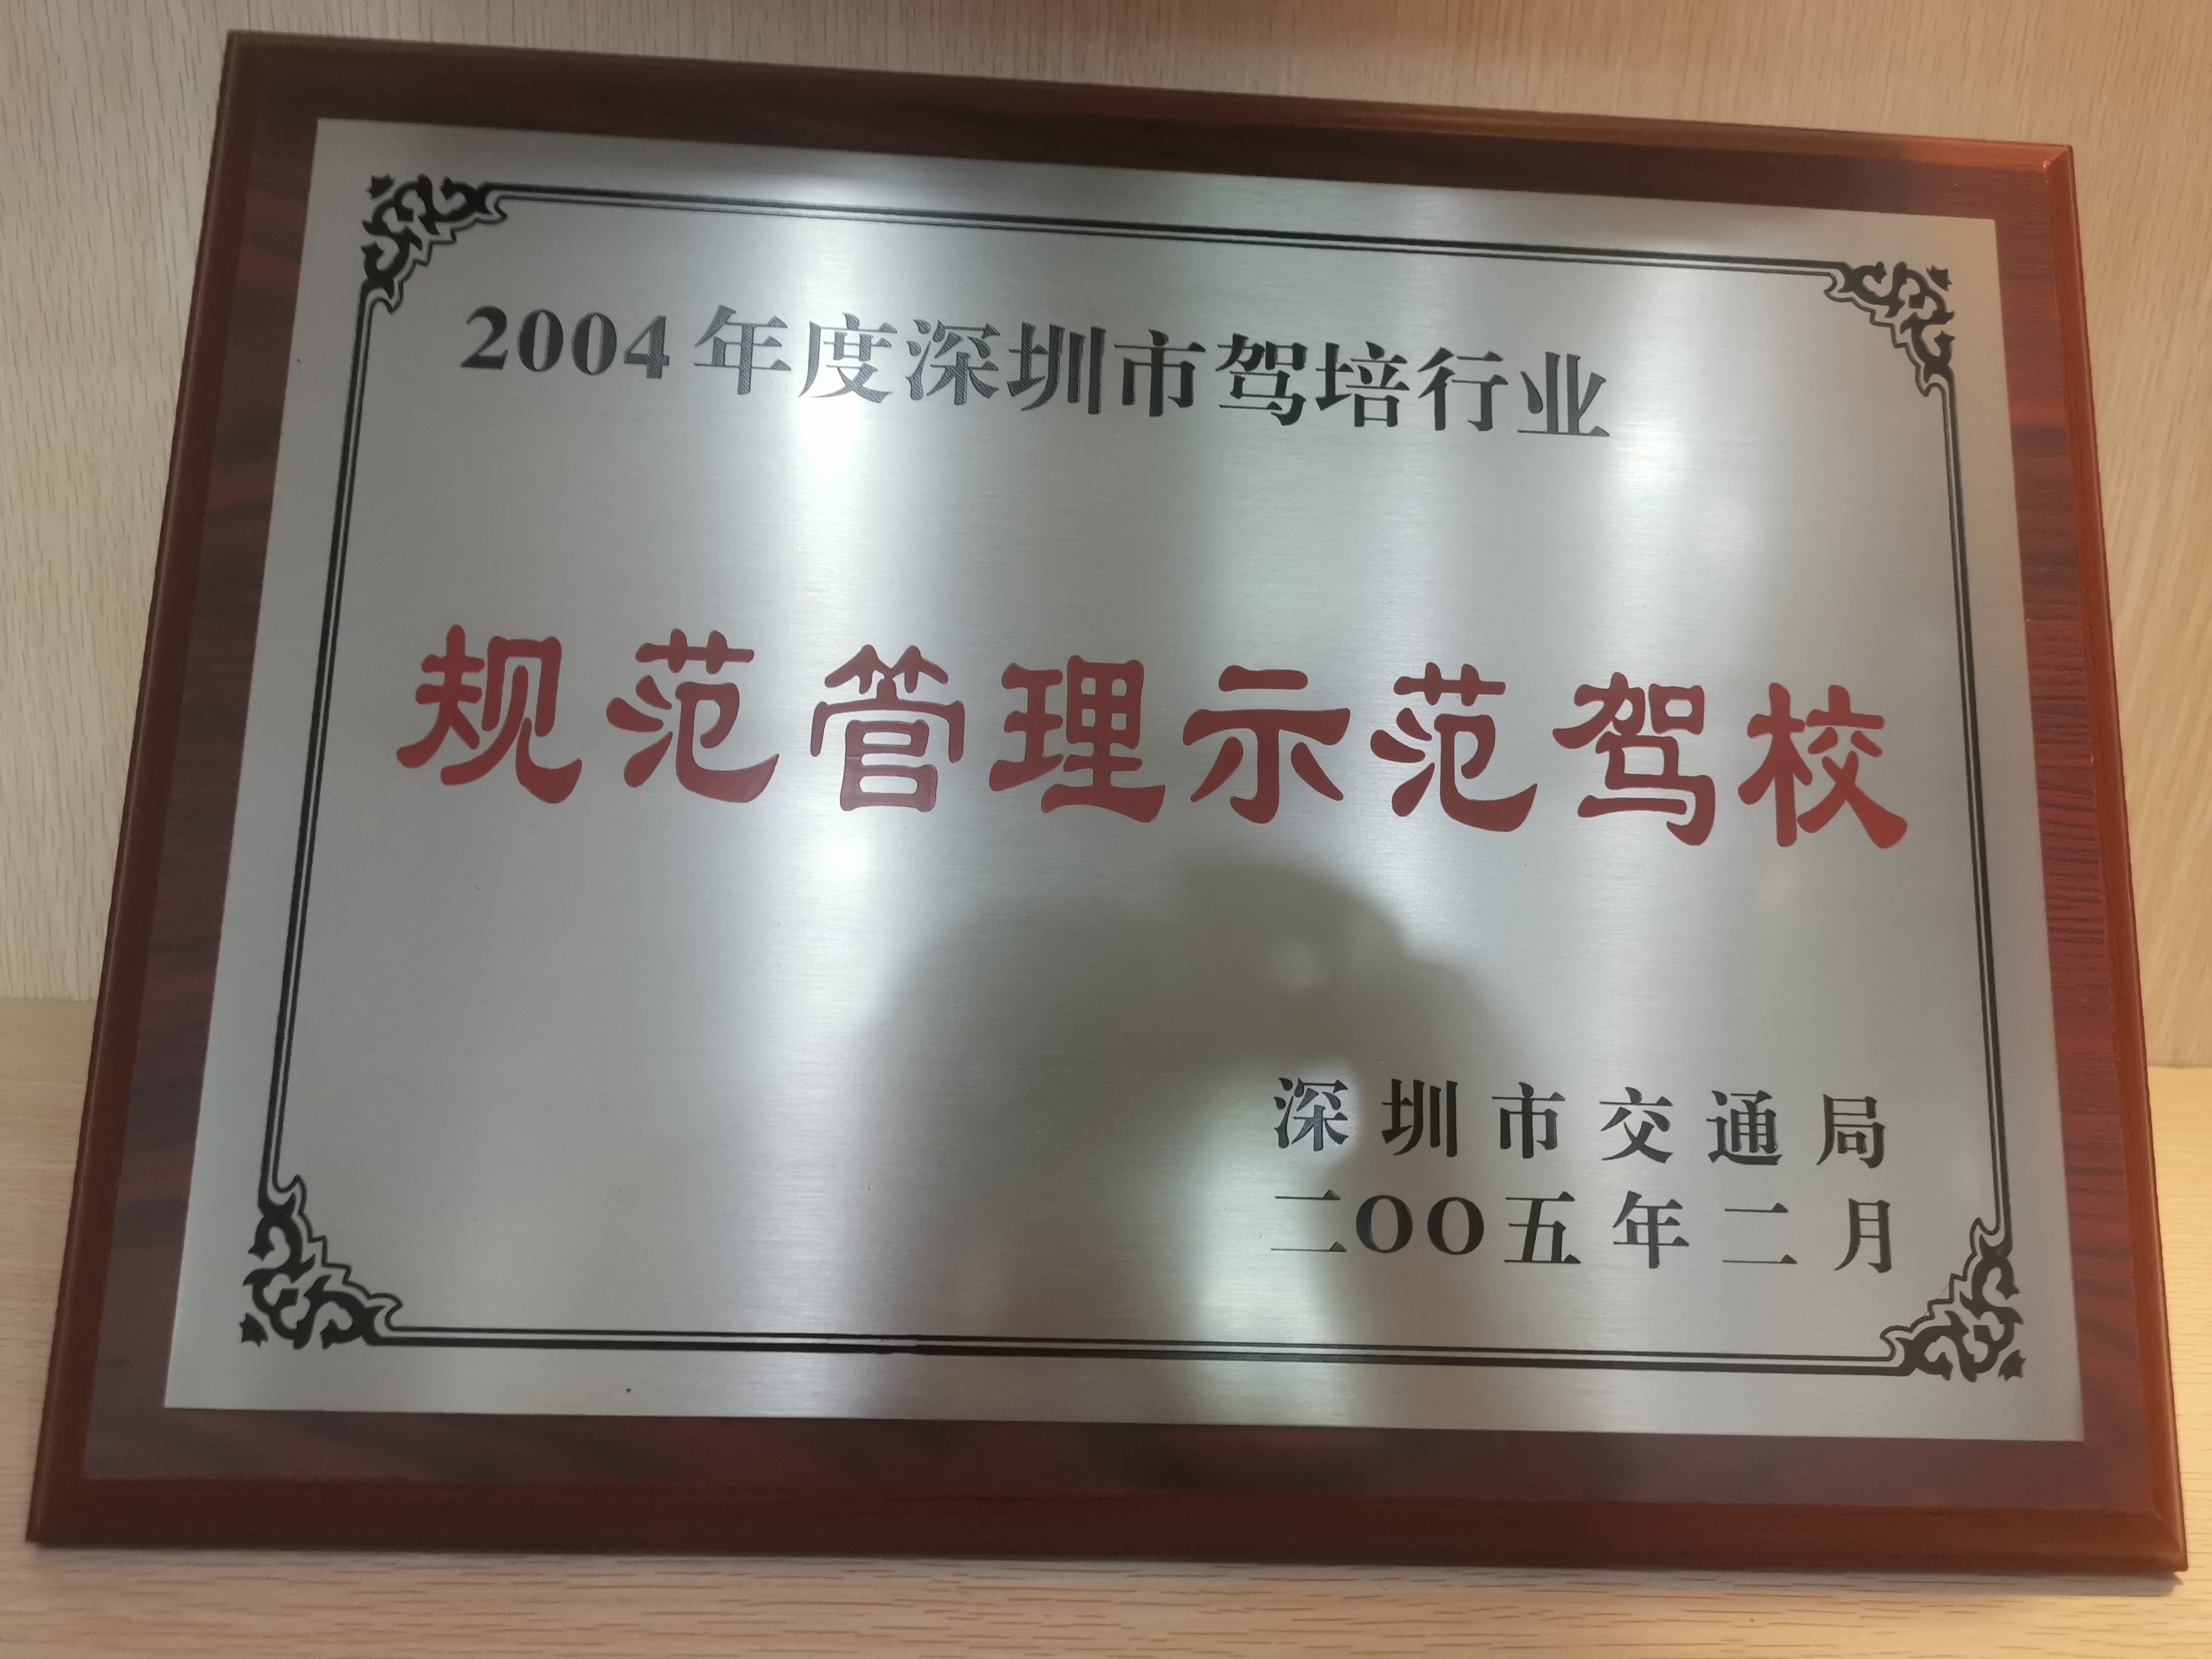 2004年度深圳市驾培行业
规范管理示范驾校
深圳市交通局
二OO五年二月